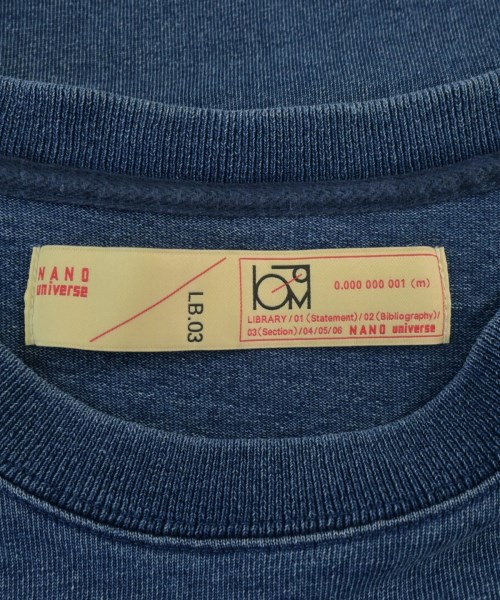 NANO
universe
LB.03
0.000 000 001 (m)
LIBRARY/01(Statement)/02(Bibliography)/
03(Section)/04/05/06 NANO universe